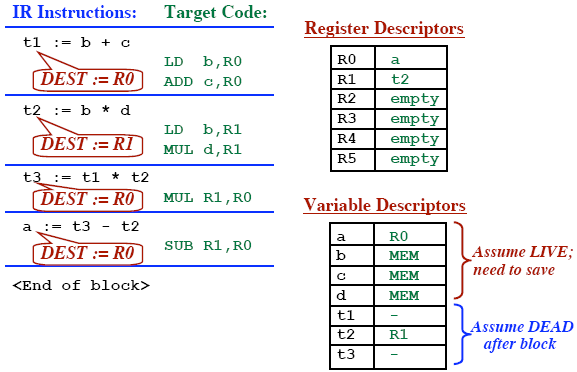 IR Instructions: Target Code:
t1 := b + c
DEST := R0
LD b,R0
ADD c,R0
t2 := b * d
DEST := R1
LD b,R1
MUL d,R1
t3 := t1 * t2
DEST := R0
MUL R1,R0
a := t3 - t2
DEST := R0
SUB R1,R0
<End of block>
Register Descriptors
R0 a
R1 t2
R2 empty
R3 empty
R4 empty
R5 empty
Variable Descriptors
a R0
b MEM
c MEM
d MEM
t1 -
t2 R1
t3 -
Assume LIVE;
need to save
Assume DEAD
after block